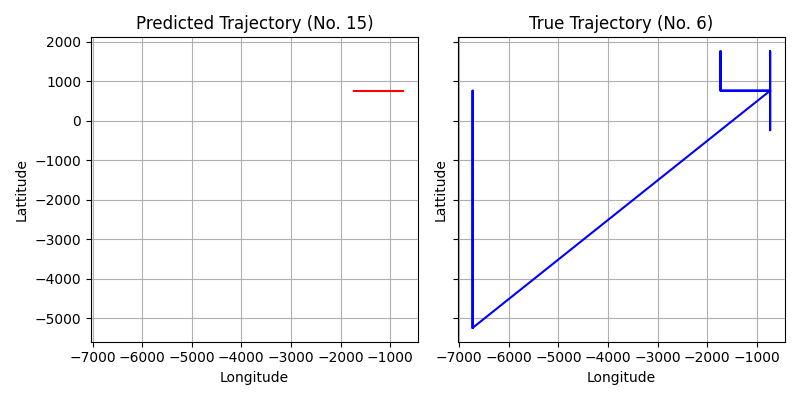 Predicted Trajectory (No. 15)
True Trajectory (No. 6)
2000
1000
0
−1000
−2000
−3000
−4000
−5000
Lattitude
Lattitude
−7000 −6000 −5000 −4000 −3000 −2000 −1000
−7000 −6000 −5000 −4000 −3000 −2000 −1000
Longitude
Longitude